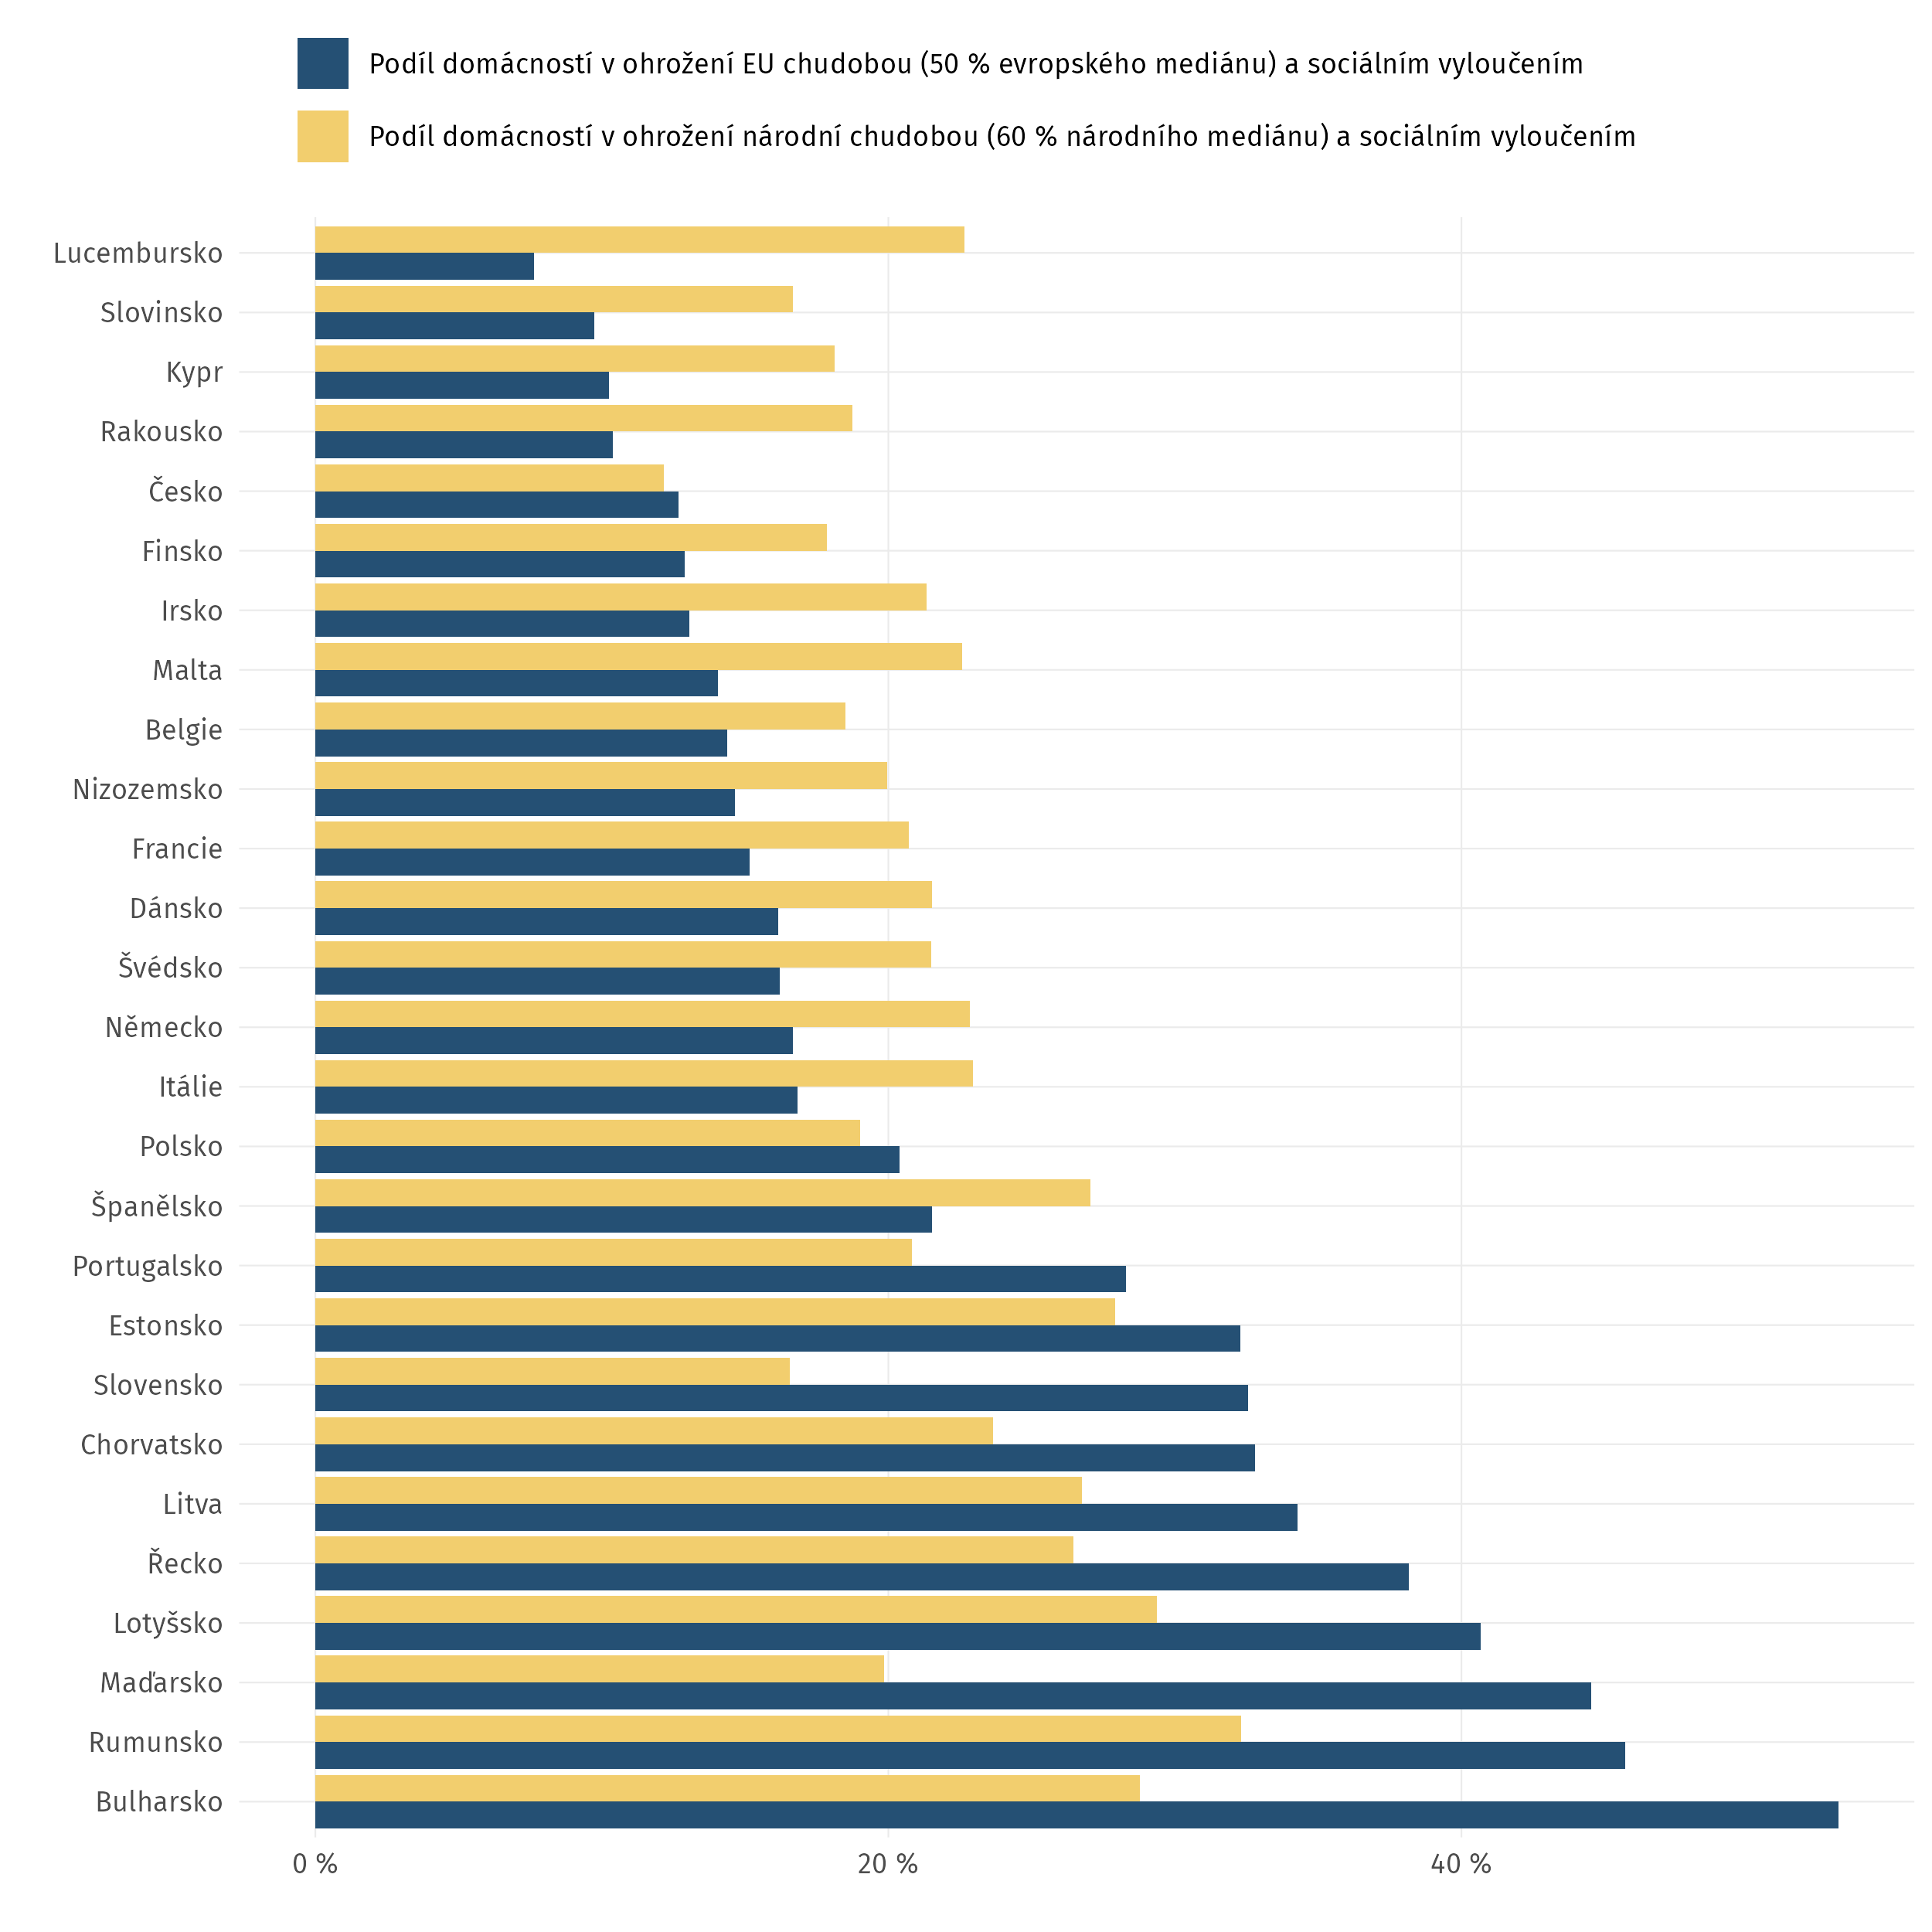 Podíl domácností v ohrožení EU chudobou (50 % evropského mediánu) a sociálním vyloučením
Podíl domácností v ohrožení národní chudobou (60 % národního mediánu) a sociálním vyloučením
Lucembursko
Slovinsko
Kypr
Rakousko
Česko
Finsko
Irsko
Malta
Belgie
Nizozemsko
Francie
Dánsko
Švédsko
Německo
Itálie
Polsko
Španělsko
Portugalsko
Estonsko
Slovensko
Chorvatsko
Litva
Řecko
Lotyšsko
Maďarsko
Rumunsko
Bulharsko
0 % 20 % 40 %